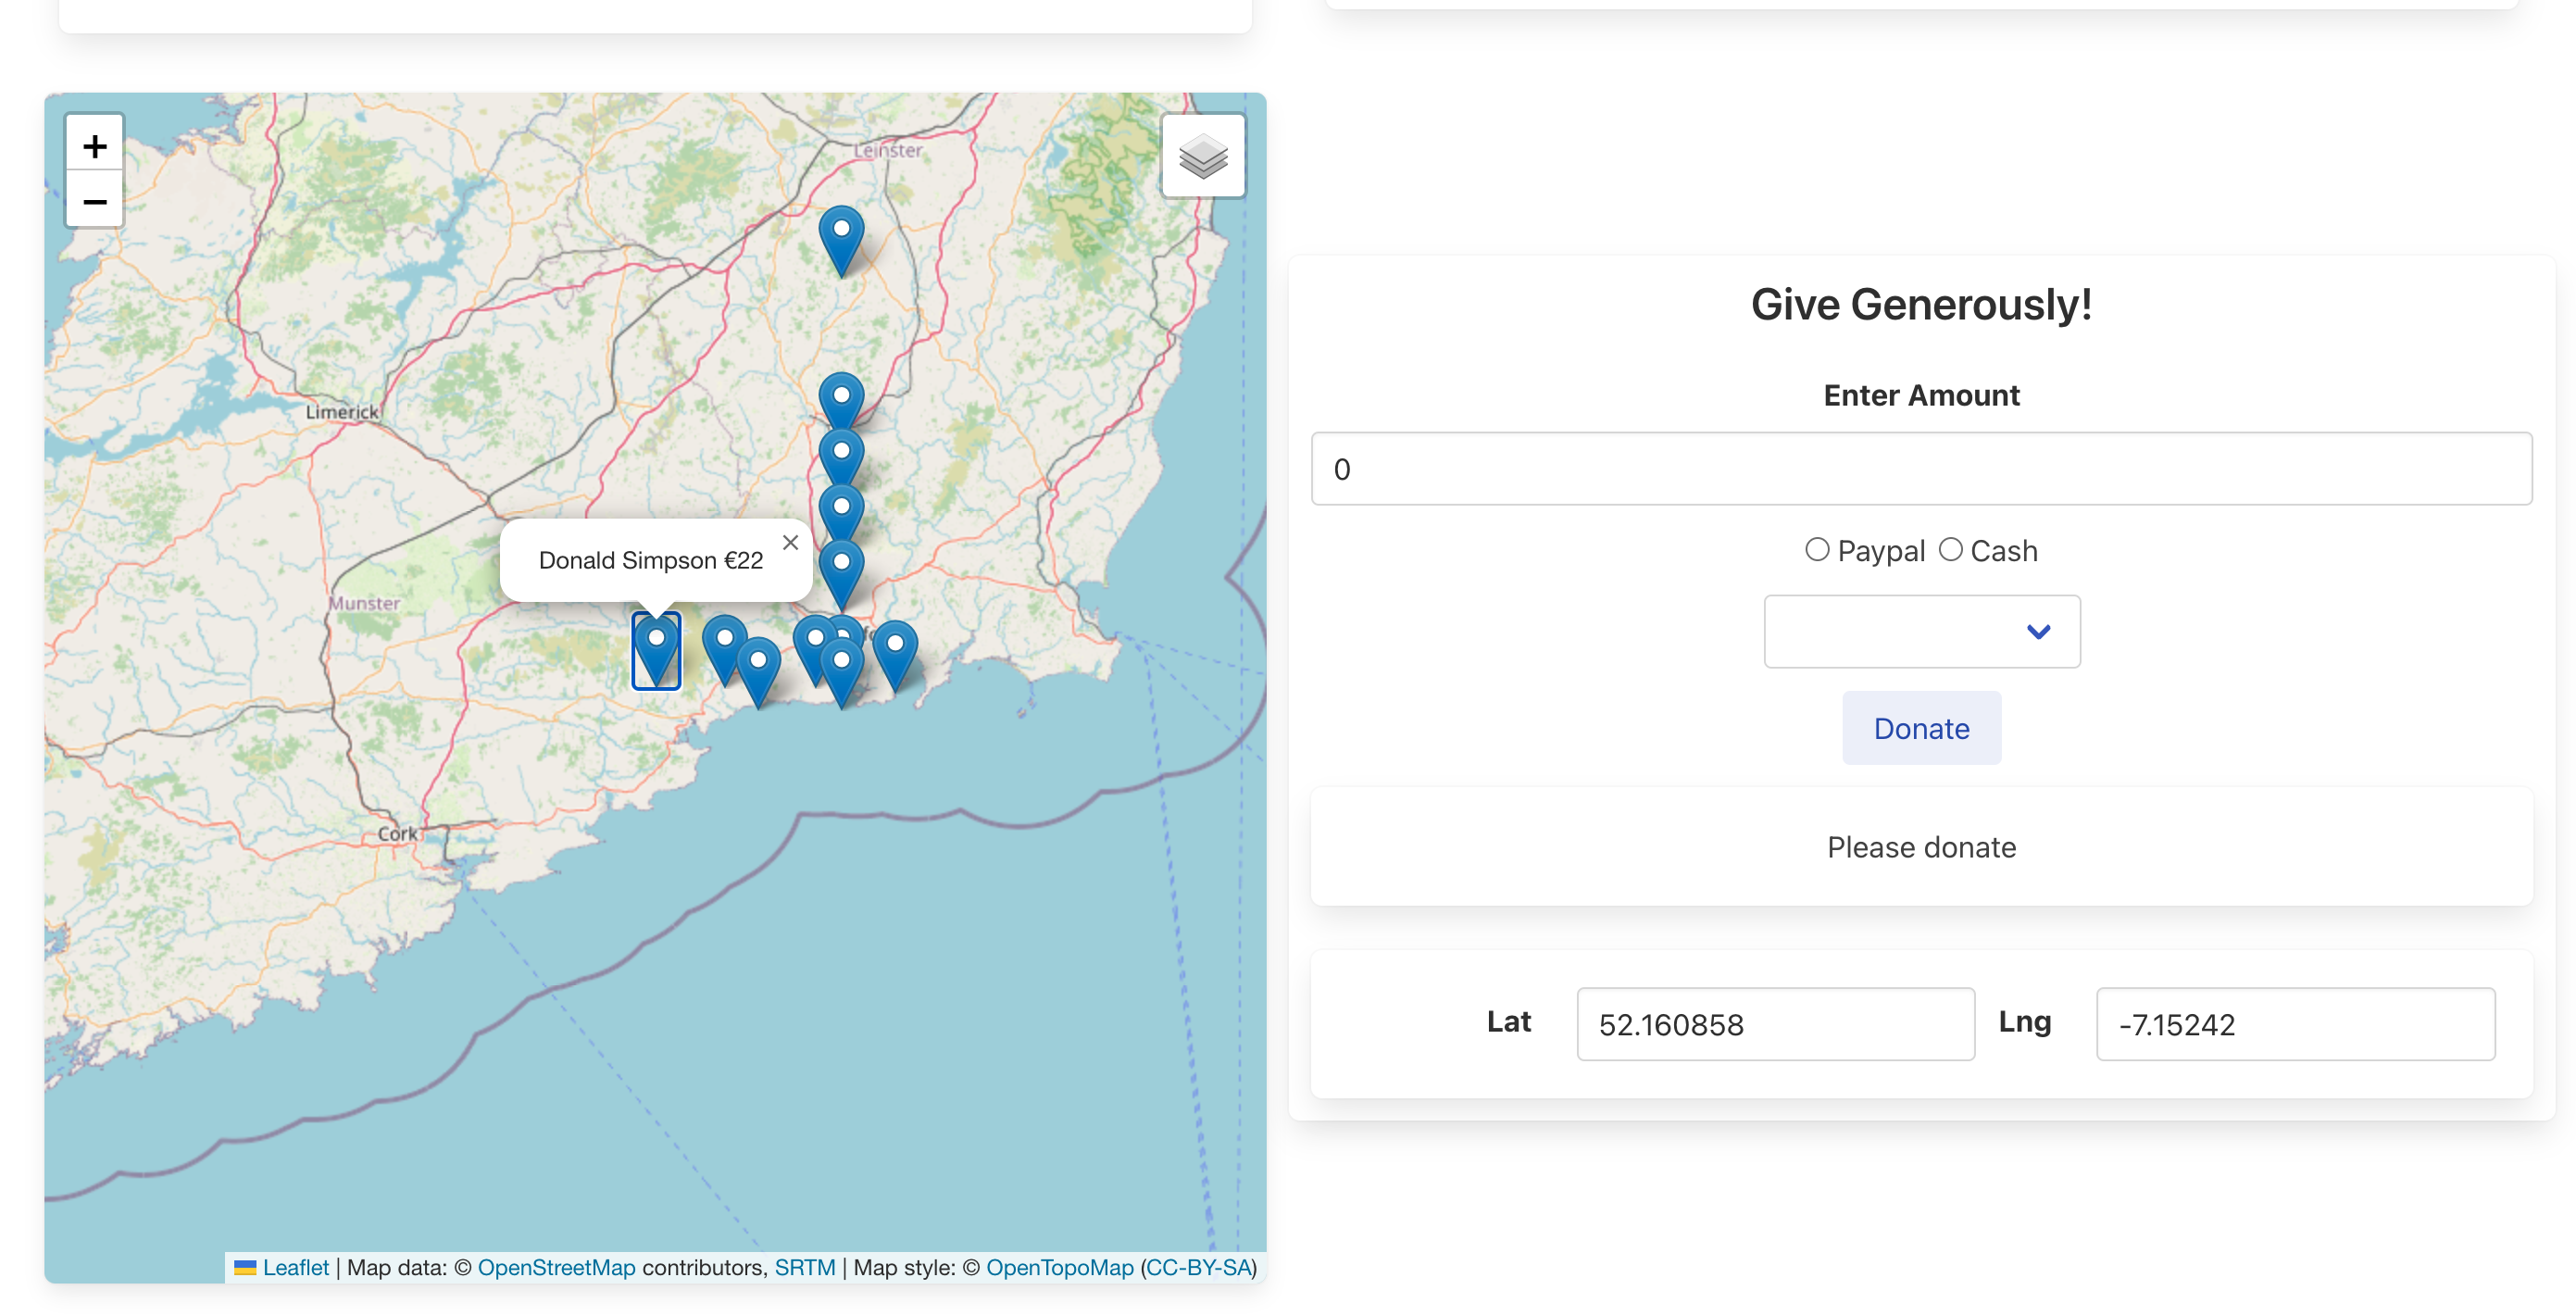 +
−
Leinster
Limerick
Munster
Cork
Donald Simpson €22
×
Leaflet | Map data: © OpenStreetMap contributors, SRTM | Map style: © OpenTopoMap (CC-BY-SA)
Give Generously!
Enter Amount
0
Paypal Cash
Donate
Please donate
Lat 52.160858 Lng -7.15242